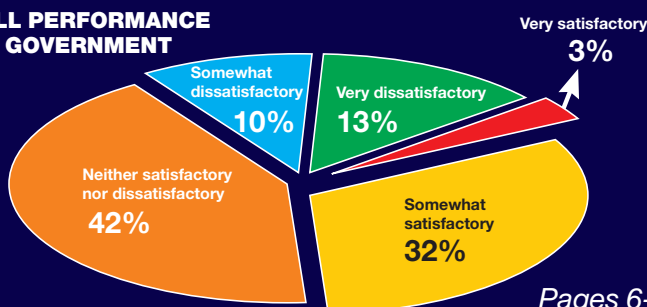 LL PERFORMANCE
GOVERNMENT
Very satisfactory
3%
Somewhat
dissatisfactory
10%
Very dissatisfactory
13%
Neither satisfactory
nor dissatisfactory
42%
Somewhat
satisfactory
32%
Pages 6-